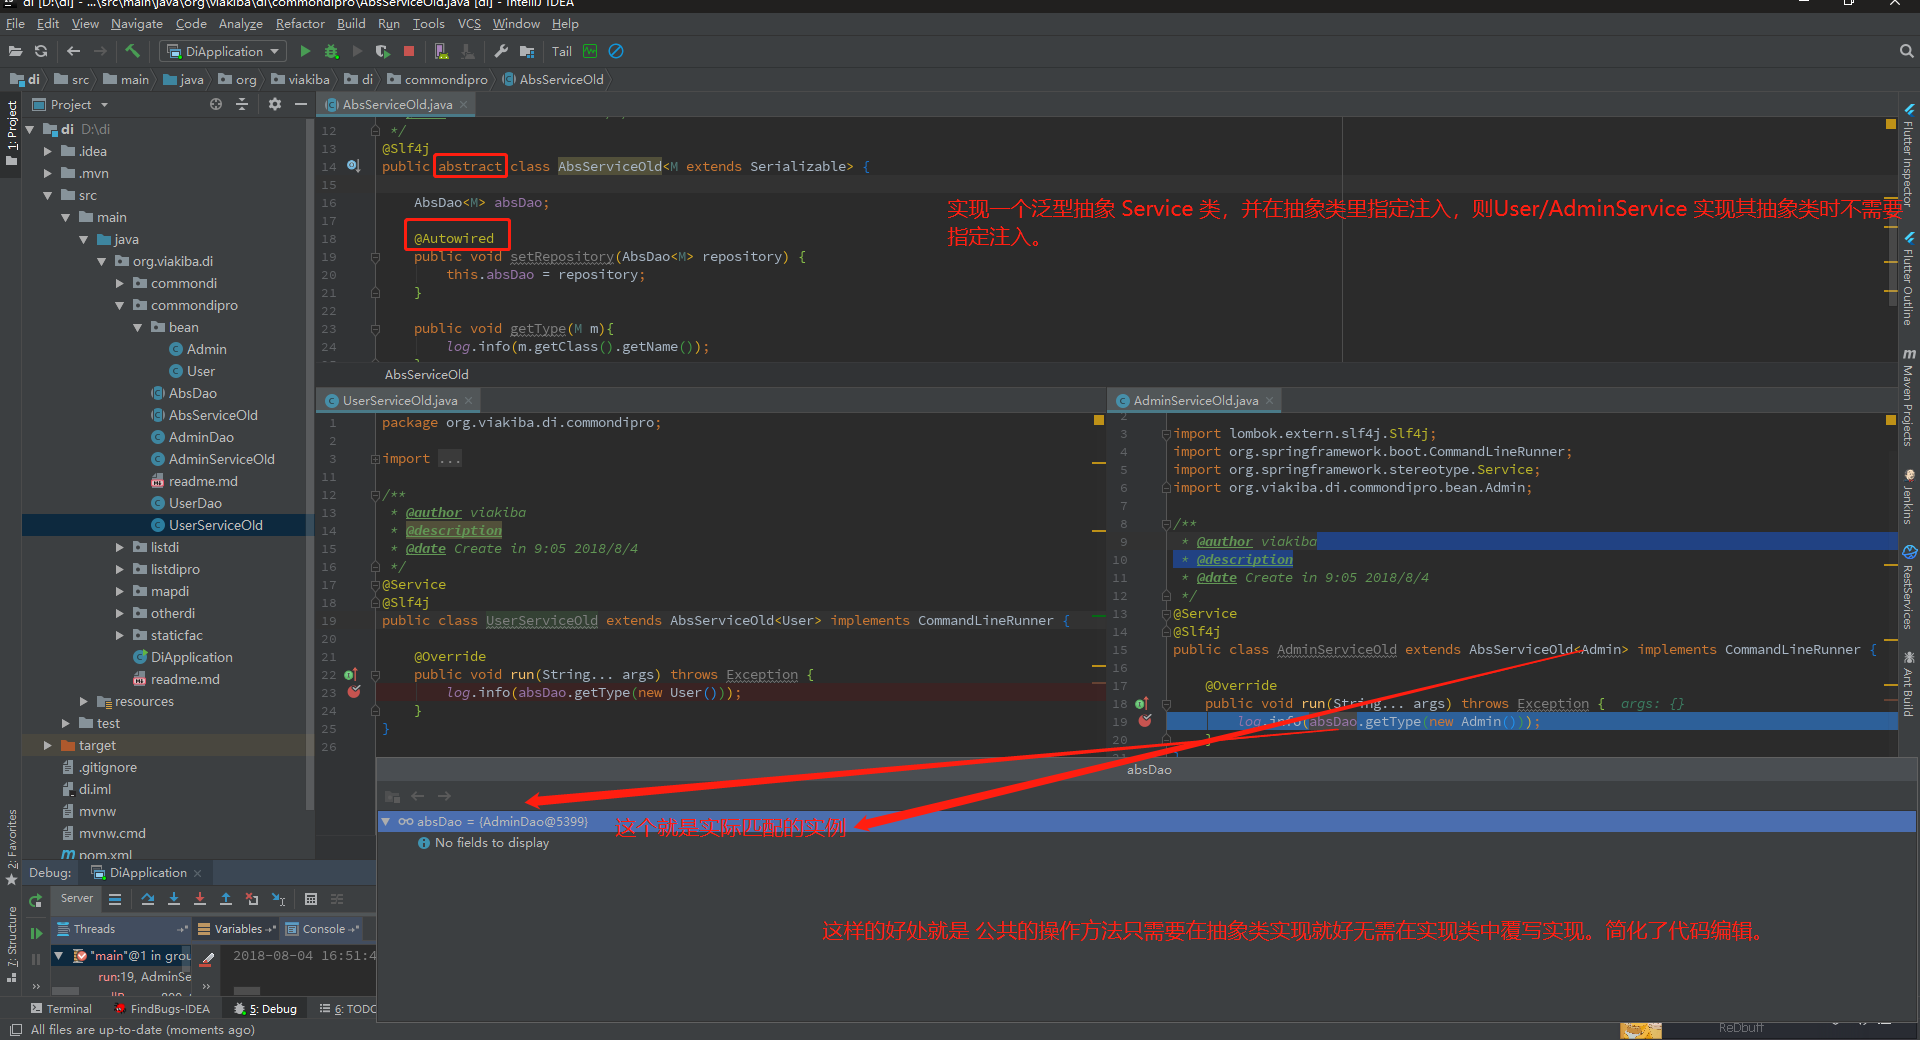 di [D:\di] - ...\src\main\java\org\viakiba\di\commondipro\AbsServiceOld.java [di] - IntelliJ IDEA
File Edit View Navigate Code Analyze Refactor Build Run Tools VCS Window Help
DiApplication Tail
di src main java org viakiba di commondipro AbsServiceOld
1: Project
Project
di D:\di
.idea
.mvn
src
main
java
org.viakiba.di
commondi
commondipro
bean
Admin
User
AbsDao
AbsServiceOld
AdminDao
AdminServiceOld
readme.md
UserDao
UserServiceOld
listdi
listdipro
mapdi
otherdi
staticfac
DiApplication
readme.md
resources
test
target
.gitignore
di.iml
mvnw
mvnw.cmd
pom.xml
AbsServiceOld.java
12 */
13 @Slf4j
14 public abstract class AbsServiceOld<M extends Serializable> {
15
16 AbsDao<M> absDao;
17
18 @Autowired
19 public void setRepository(AbsDao<M> repository) {
20 this.absDao = repository;
21 }
22
23 public void getType(M m){
24 log.info(m.getClass().getName());
实现一个泛型抽象 Service 类，并在抽象类里指定注入，则User/AdminService 实现其抽象类时不需要
指定注入。
AbsServiceOld
UserServiceOld.java
1 package org.viakiba.di.commondipro;
2
3 import ...
11
12 /**
13 * @author viakiba
14 * @description
15 * @date Create in 9:05 2018/8/4
16 */
17 @Service
18 @Slf4j
19 public class UserServiceOld extends AbsServiceOld<User> implements CommandLineRunner {
20
21 @Override
22 public void run(String... args) throws Exception {
23 log.info(absDao.getType(new User()));
24 }
25 }
26
AdminServiceOld.java
2
3 import lombok.extern.slf4j.Slf4j;
4 import org.springframework.boot.CommandLineRunner;
5 import org.springframework.stereotype.Service;
6 import org.viakiba.di.commondipro.bean.Admin;
7
8 /**
9 * @author viakiba
10 * @description
11 * @date Create in 9:05 2018/8/4
12 */
13 @Service
14 @Slf4j
15 public class AdminServiceOld extends AbsServiceOld<Admin> implements CommandLineRunner {
16
17 @Override
18 public void run(String... args) throws Exception { args: {}
19 log.info(absDao.getType(new Admin()));
20 }
absDao
absDao = {AdminDao@5399}
这个就是实际匹配的实例
No fields to display
这样的好处就是 公共的操作方法只需要在抽象类实现就好无需在实现类中覆写实现。简化了代码编辑。
Flutter Inspector
Flutter Outline
Maven Projects
Jenkins
RestServices
Ant Build
2: Favorites
7: Structure
Debug: DiApplication
Server
Threads Variables Console
"main"@1 in grou
2018-08-04 16:51:4
run:19, AdminSe
Terminal FindBugs-IDEA 5: Debug 6: TODO
All files are up-to-date (moments ago)
ReDbuff